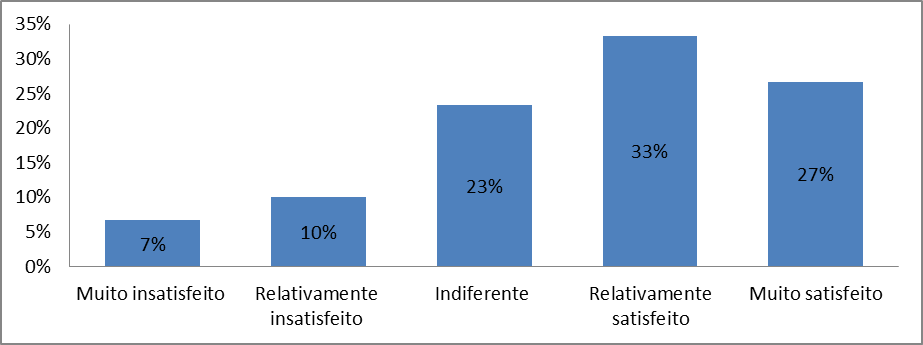 35%
30%
25%
20%
15%
10%
5%
0%
7%
10%
23%
33%
27%
Muito insatisfeito
Relativamente
insatisfeito
Indiferente
Relativamente
satisfeito
Muito satisfeito